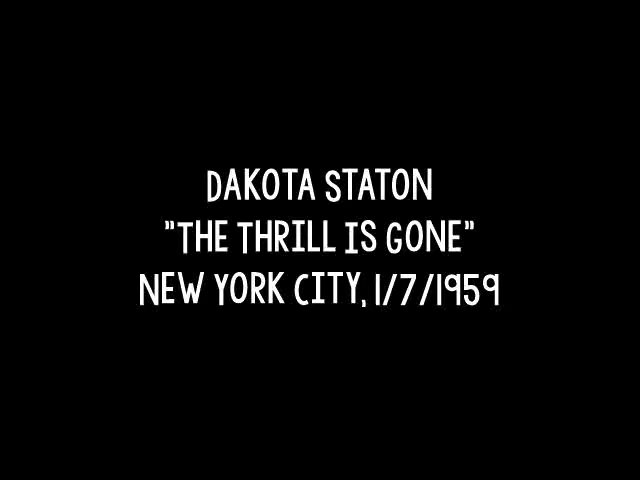 DAKOTA STATON
"THE THRILL IS GONE"
NEW YORK CITY, 1/7/1959